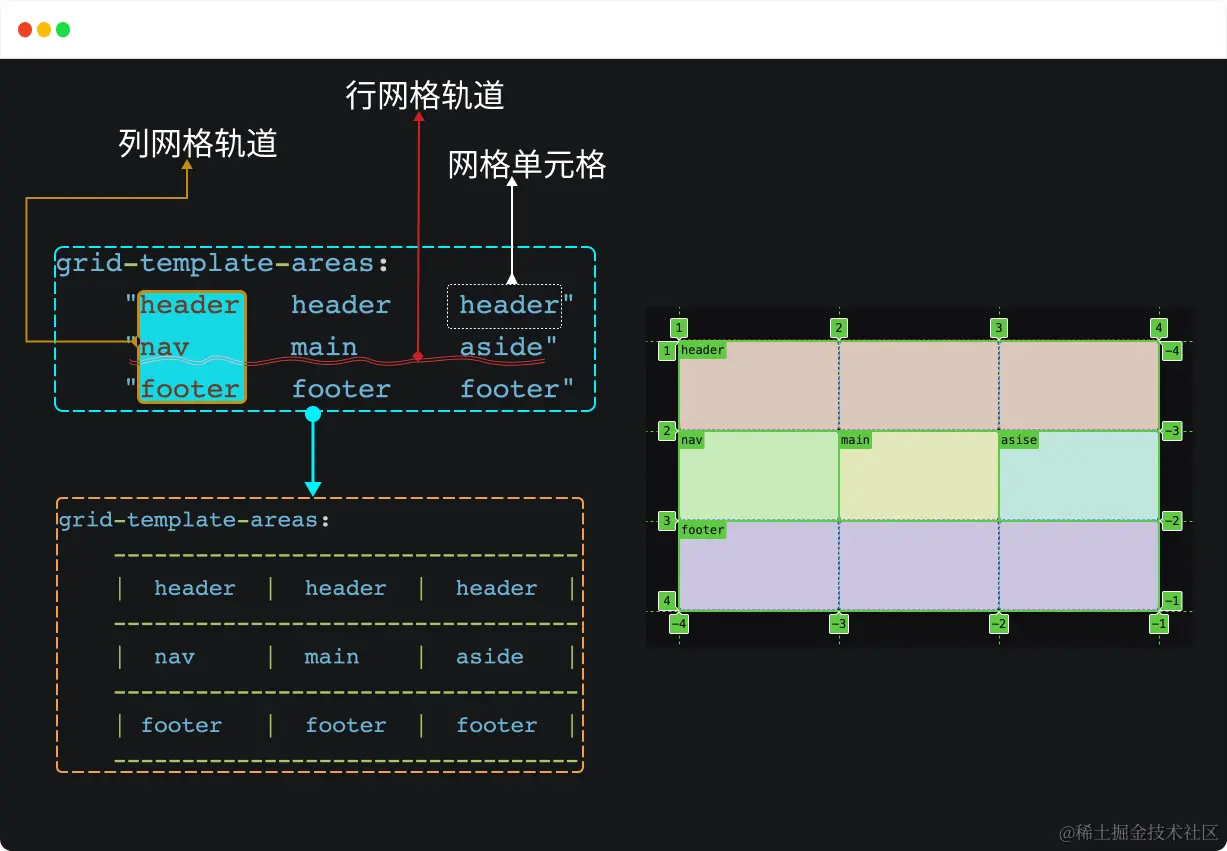 行网格轨道
列网格轨道
网格单元格
grid-template-areas:
"header header header"
"nav main aside"
"footer footer footer"
grid-template-areas:
----------------------------------
| header | header | header |
----------------------------------
| nav | main | aside |
----------------------------------
| footer | footer | footer |
----------------------------------
1 2 3 4
1 header -4
2 nav main asise -3
3 footer -2
4 -1
-4 -3 -2 -1
@稀土掘金技术社区